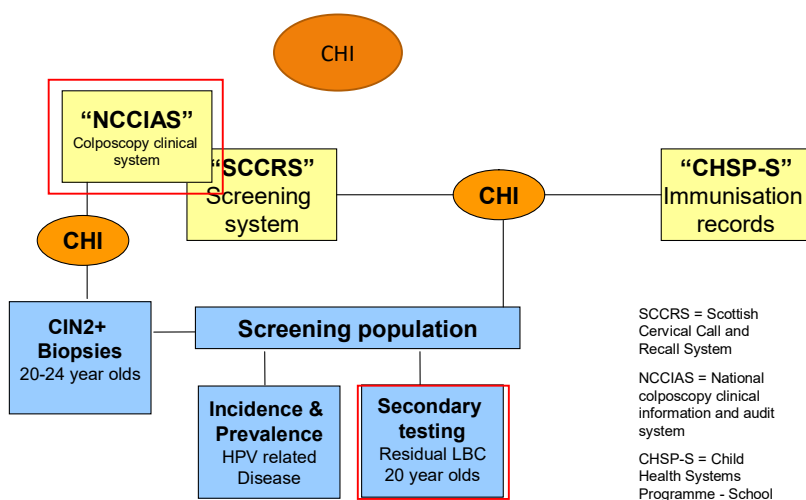 CHI
“NCCIAS”
Colposcopy clinical
system
“SCCRS”
Screening
system
CHI
“CHSP-S”
Immunisation
records
CHI
CIN2+
Biopsies
20-24 year olds
Screening population
Incidence &
Prevalence
HPV related
Disease
Secondary
testing
Residual LBC
20 year olds
SCCRS = Scottish
Cervical Call and
Recall System
NCCIAS = National
colposcopy clinical
information and audit
system
CHSP-S = Child
Health Systems
Programme - School